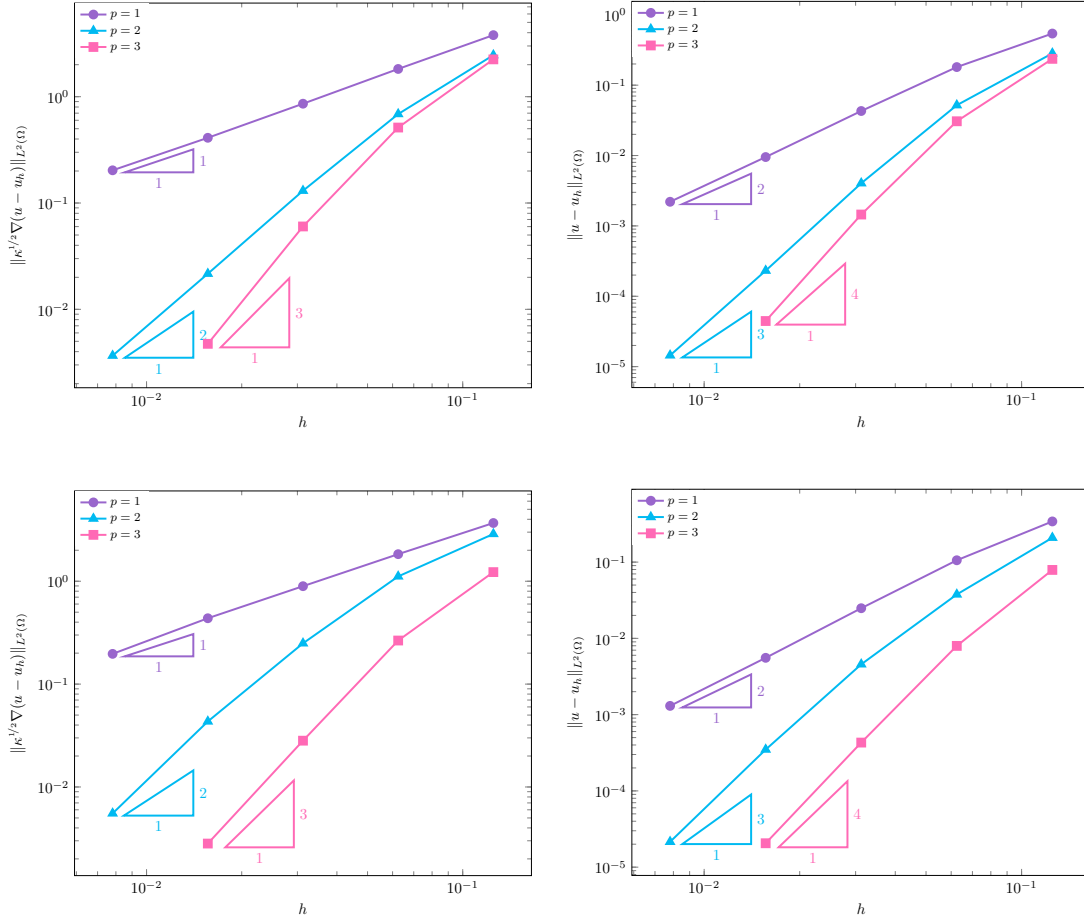 p = 1
p = 2
p = 3
10^0
10^−1
10^−2
∥κ^{1/2}∇(u − u_h)∥_{L^2(Ω)}
1
1
2
1
3
1
10^−2
10^−1
h
p = 1
p = 2
p = 3
10^0
10^−1
10^−2
10^−3
10^−4
10^−5
∥u − u_h∥_{L^2(Ω)}
2
1
4
3
1
1
10^−2
10^−1
h
p = 1
p = 2
p = 3
10^0
10^−1
10^−2
∥κ^{1/2}∇(u − u_h)∥_{L^2(Ω)}
1
1
2
3
1
1
10^−2
10^−1
h
p = 1
p = 2
p = 3
10^−1
10^−2
10^−3
10^−4
10^−5
∥u − u_h∥_{L^2(Ω)}
2
1
3
4
1
1
10^−2
10^−1
h